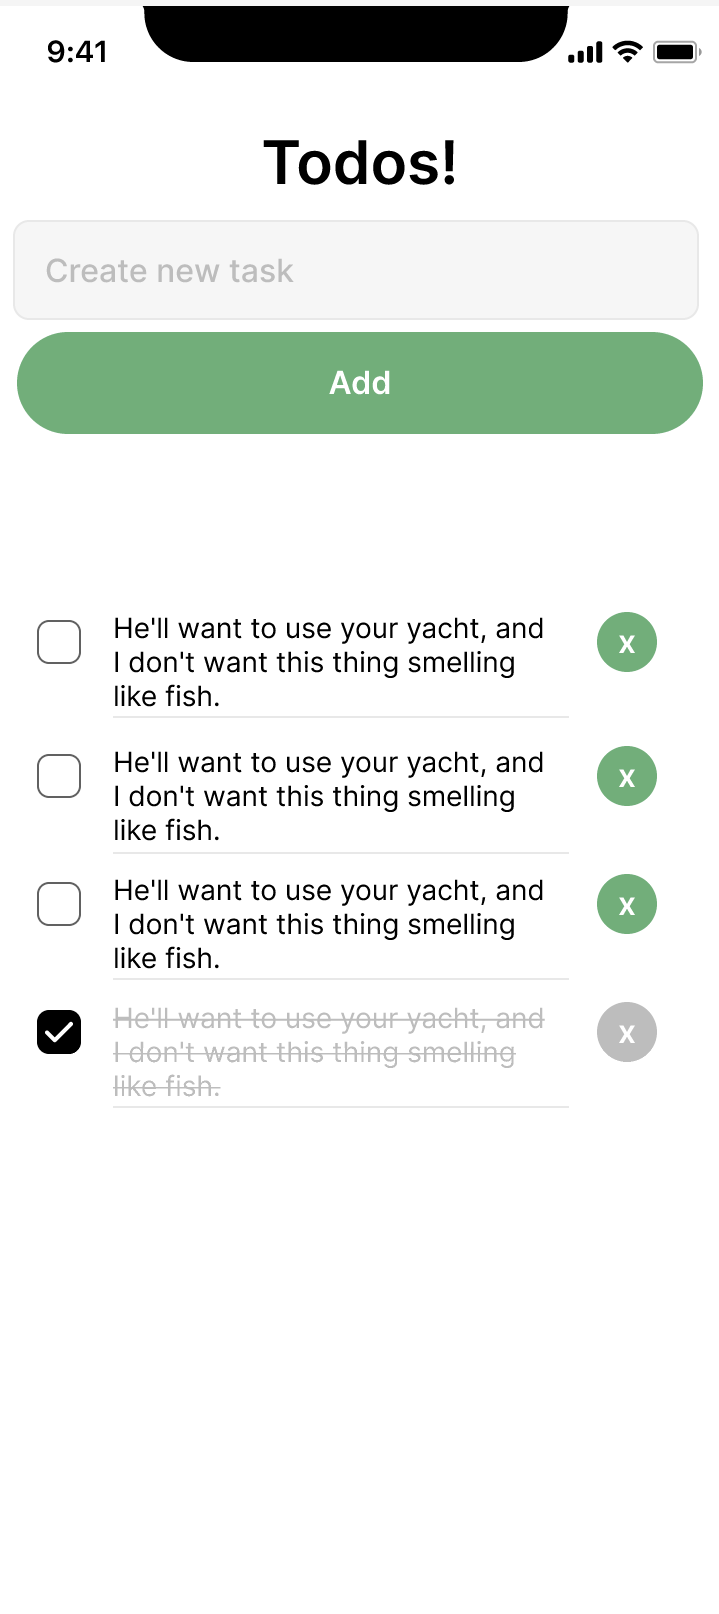 9:41
Todos!
Create new task
Add
He'll want to use your yacht, and
I don't want this thing smelling
like fish.
x
He'll want to use your yacht, and
I don't want this thing smelling
like fish.
x
He'll want to use your yacht, and
I don't want this thing smelling
like fish.
x
He'll want to use your yacht, and
I don't want this thing smelling
like fish.
x